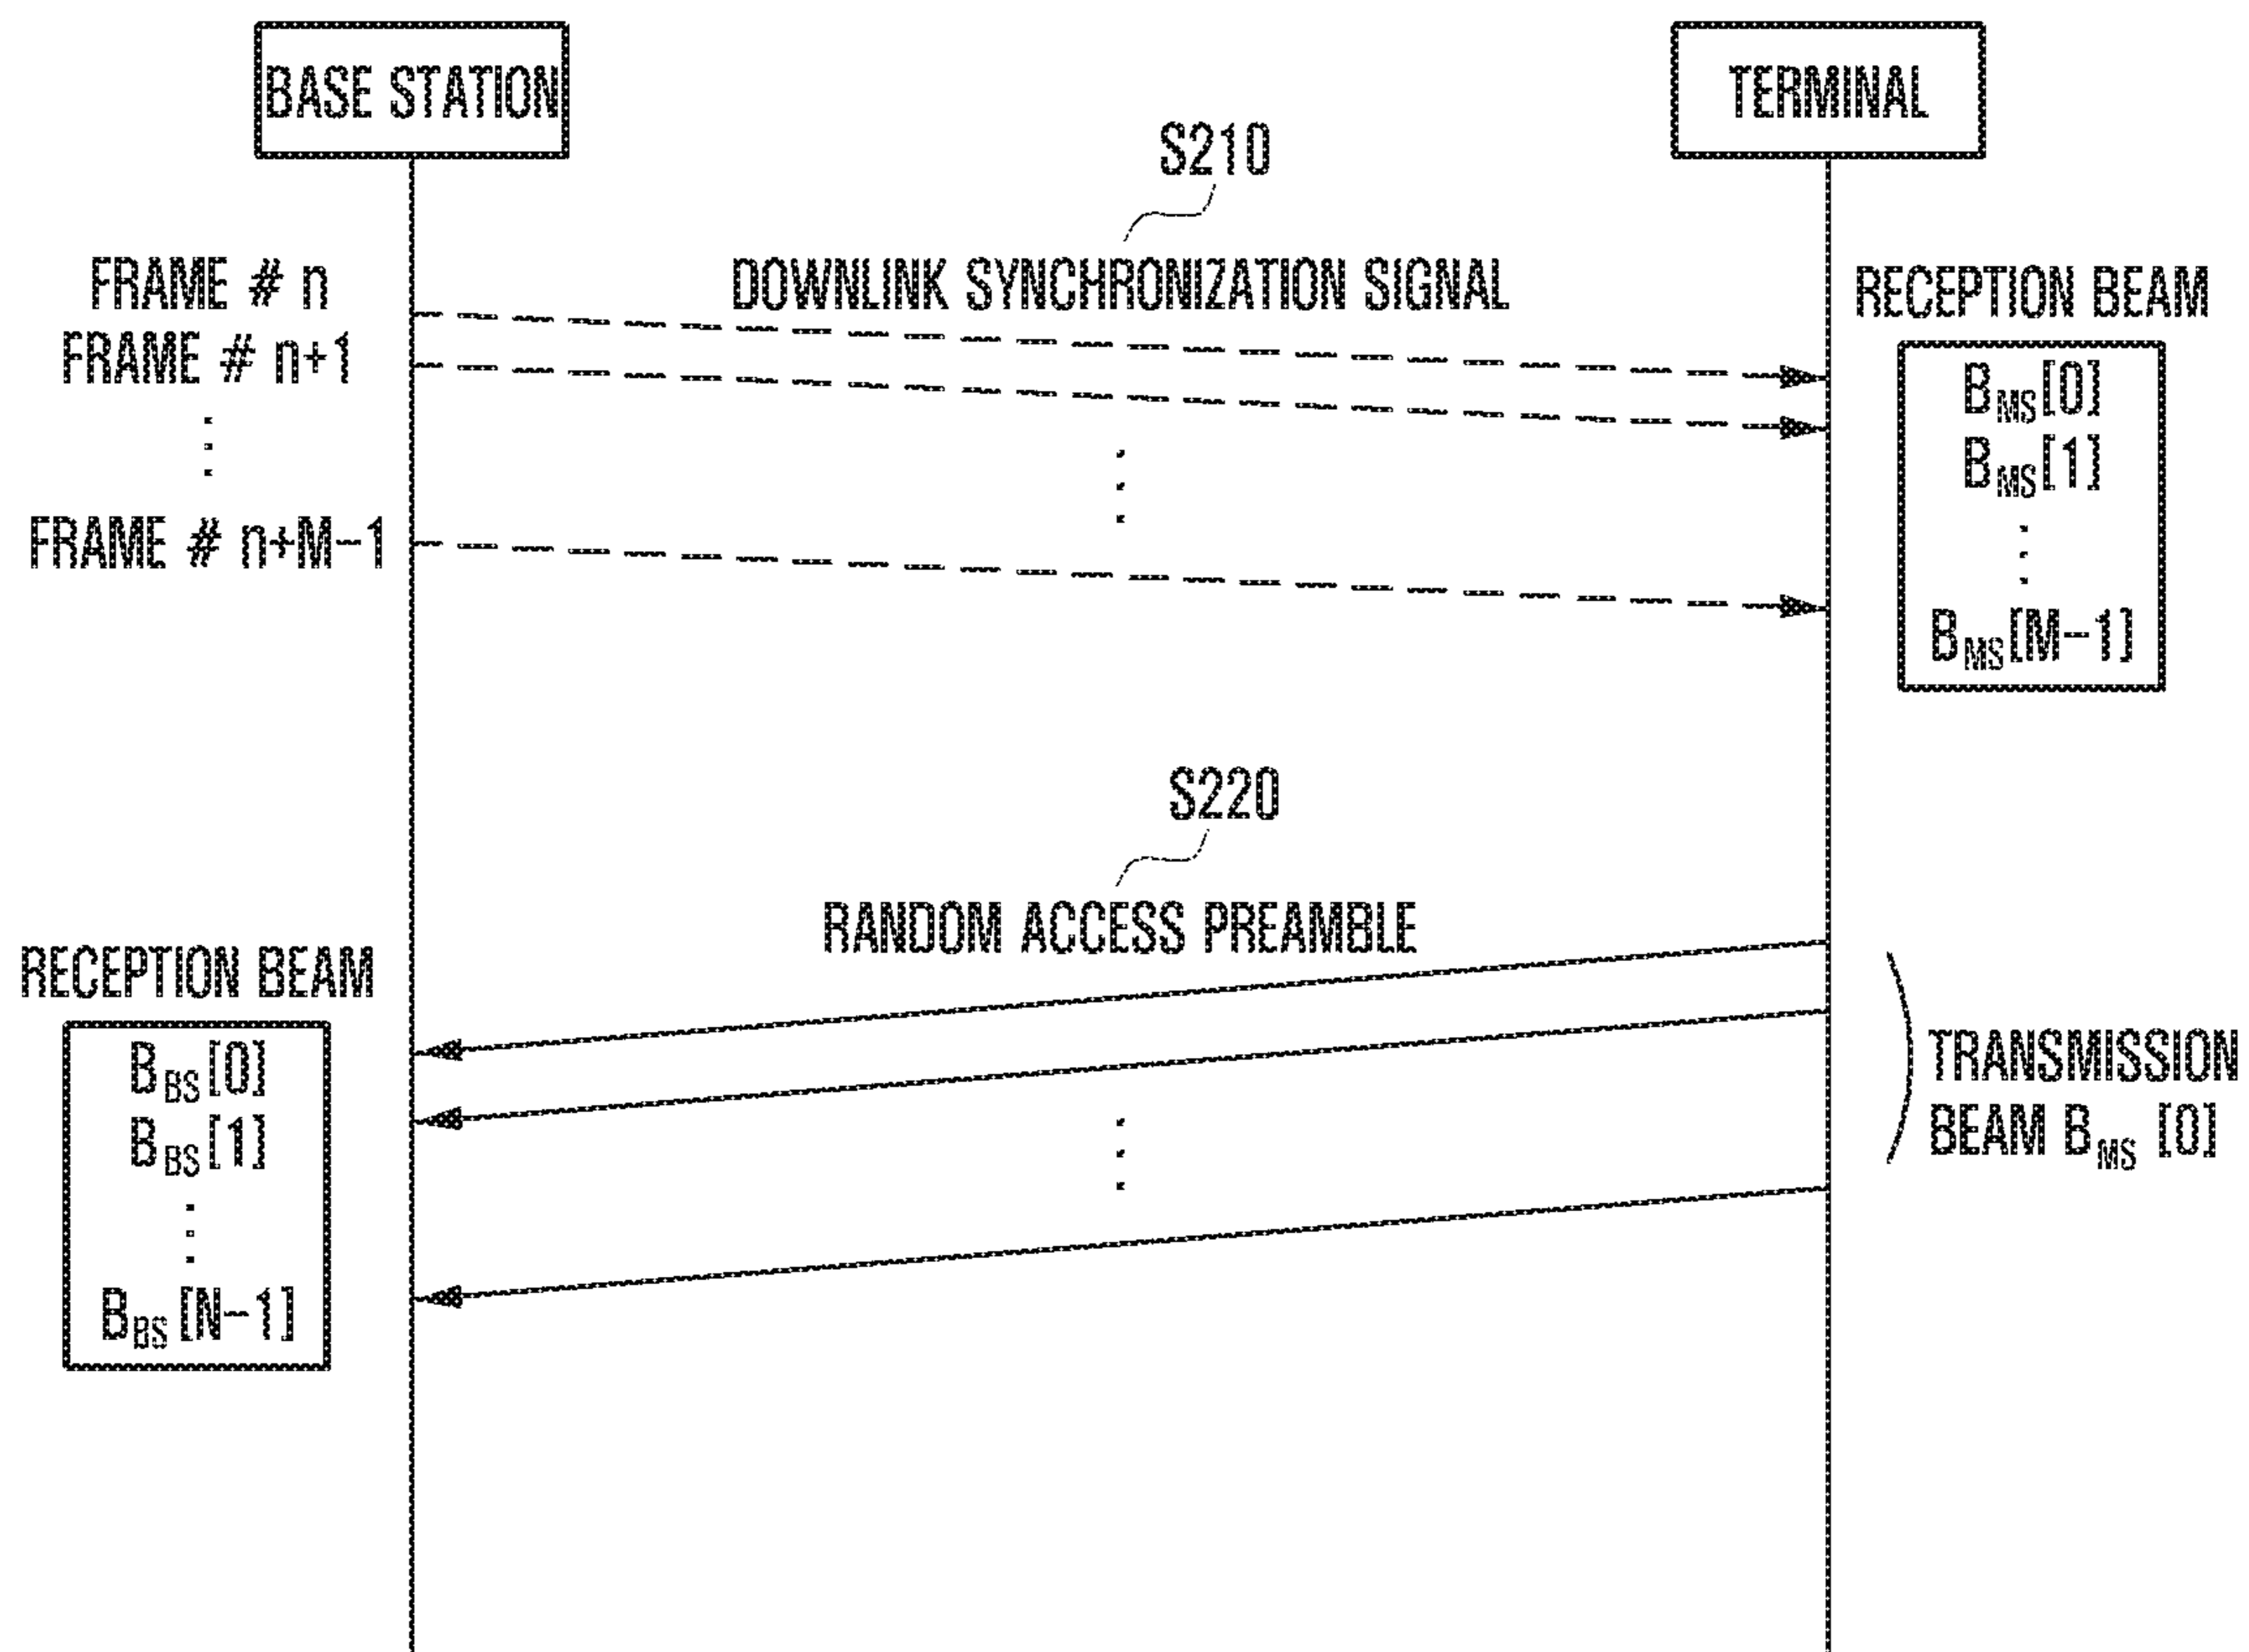 BASE STATION
TERMINAL
S210
DOWNLINK SYNCHRONIZATION SIGNAL
FRAME # n
FRAME # n+1
FRAME # n+M-1
RECEPTION BEAM
B_MS[0]
B_MS[1]
B_MS[M-1]
S220
RANDOM ACCESS PREAMBLE
RECEPTION BEAM
B_BS[0]
B_BS[1]
B_BS[N-1]
TRANSMISSION
BEAM B_MS [0]